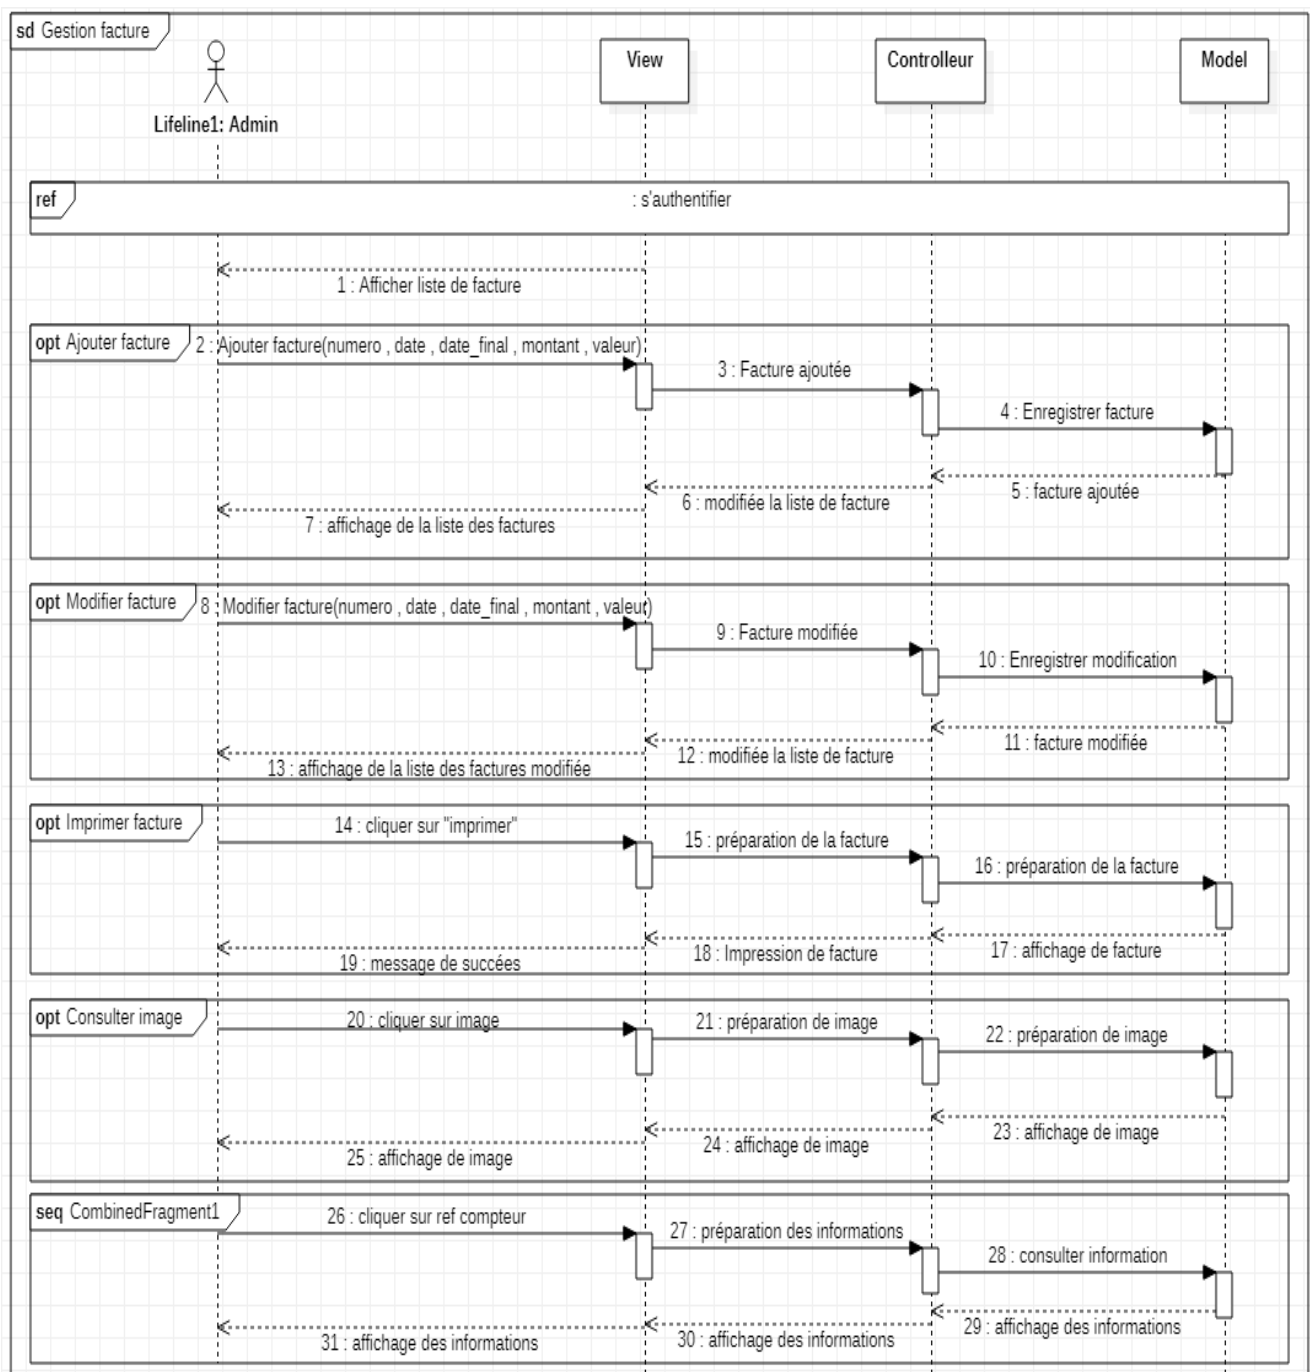 sd Gestion facture
View
Controlleur
Model
Lifeline1: Admin
ref
: s'authentifier
1 : Afficher liste de facture
opt Ajouter facture
2 : Ajouter facture(numero , date , date_final , montant , valeur)
3 : Facture ajoutée
4 : Enregistrer facture
5 : facture ajoutée
6 : modifiée la liste de facture
7 : affichage de la liste des factures
opt Modifier facture
8 : Modifier facture(numero , date , date_final , montant , valeur)
9 : Facture modifiée
10 : Enregistrer modification
11 : facture modifiée
12 : modifiée la liste de facture
13 : affichage de la liste des factures modifiée
opt Imprimer facture
14 : cliquer sur "imprimer"
15 : préparation de la facture
16 : préparation de la facture
17 : affichage de facture
18 : Impression de facture
19 : message de succées
opt Consulter image
20 : cliquer sur image
21 : préparation de image
22 : préparation de image
23 : affichage de image
24 : affichage de image
25 : affichage de image
seq CombinedFragment1
26 : cliquer sur ref compteur
27 : préparation des informations
28 : consulter information
29 : affichage des informations
30 : affichage des informations
31 : affichage des informations